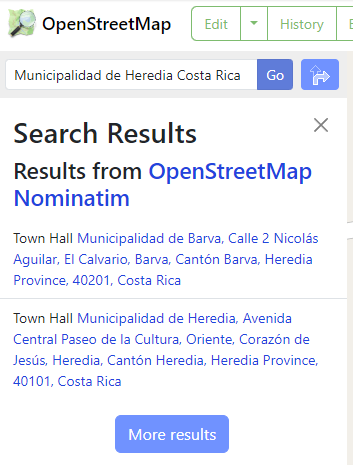 OpenStreetMap
Edit
History
Municipalidad de Heredia Costa Rica
Go
Search Results
Results from OpenStreetMap
Nominatim
Town Hall Municipalidad de Barva, Calle 2 Nicolás
Aguilar, El Calvario, Barva, Cantón Barva, Heredia
Province, 40201, Costa Rica
Town Hall Municipalidad de Heredia, Avenida
Central Paseo de la Cultura, Oriente, Corazón de
Jesús, Heredia, Cantón Heredia, Heredia Province,
40101, Costa Rica
More results